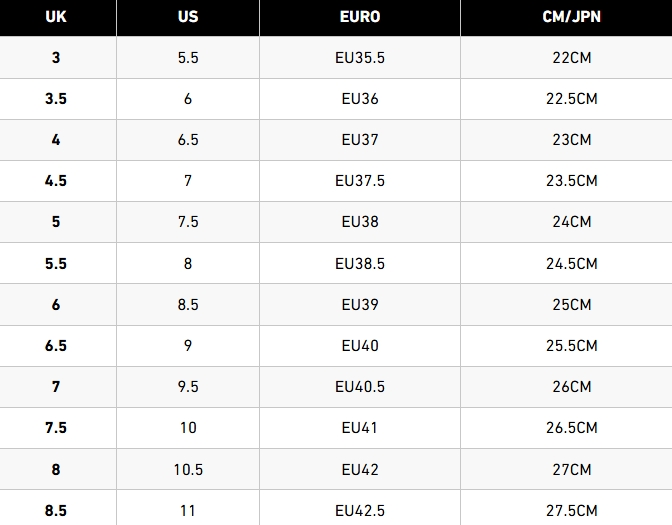 UK US EURO CM/JPN
3 5.5 EU35.5 22CM
3.5 6 EU36 22.5CM
4 6.5 EU37 23CM
4.5 7 EU37.5 23.5CM
5 7.5 EU38 24CM
5.5 8 EU38.5 24.5CM
6 8.5 EU39 25CM
6.5 9 EU40 25.5CM
7 9.5 EU40.5 26CM
7.5 10 EU41 26.5CM
8 10.5 EU42 27CM
8.5 11 EU42.5 27.5CM